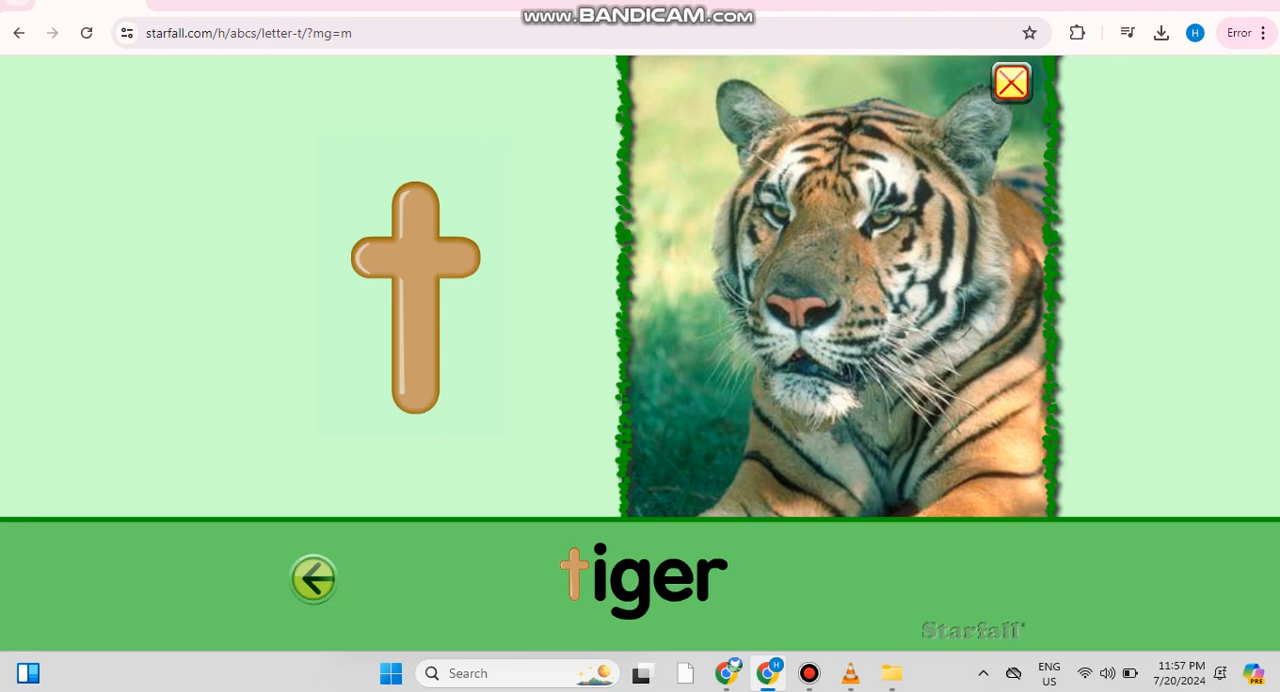 www.BANDICAM.com
starfall.com/h/abcs/letter-t/?mg=m
H
Error
t
tiger
Starfall
Search
H
ENG
US
11:57 PM
7/20/2024
PRE